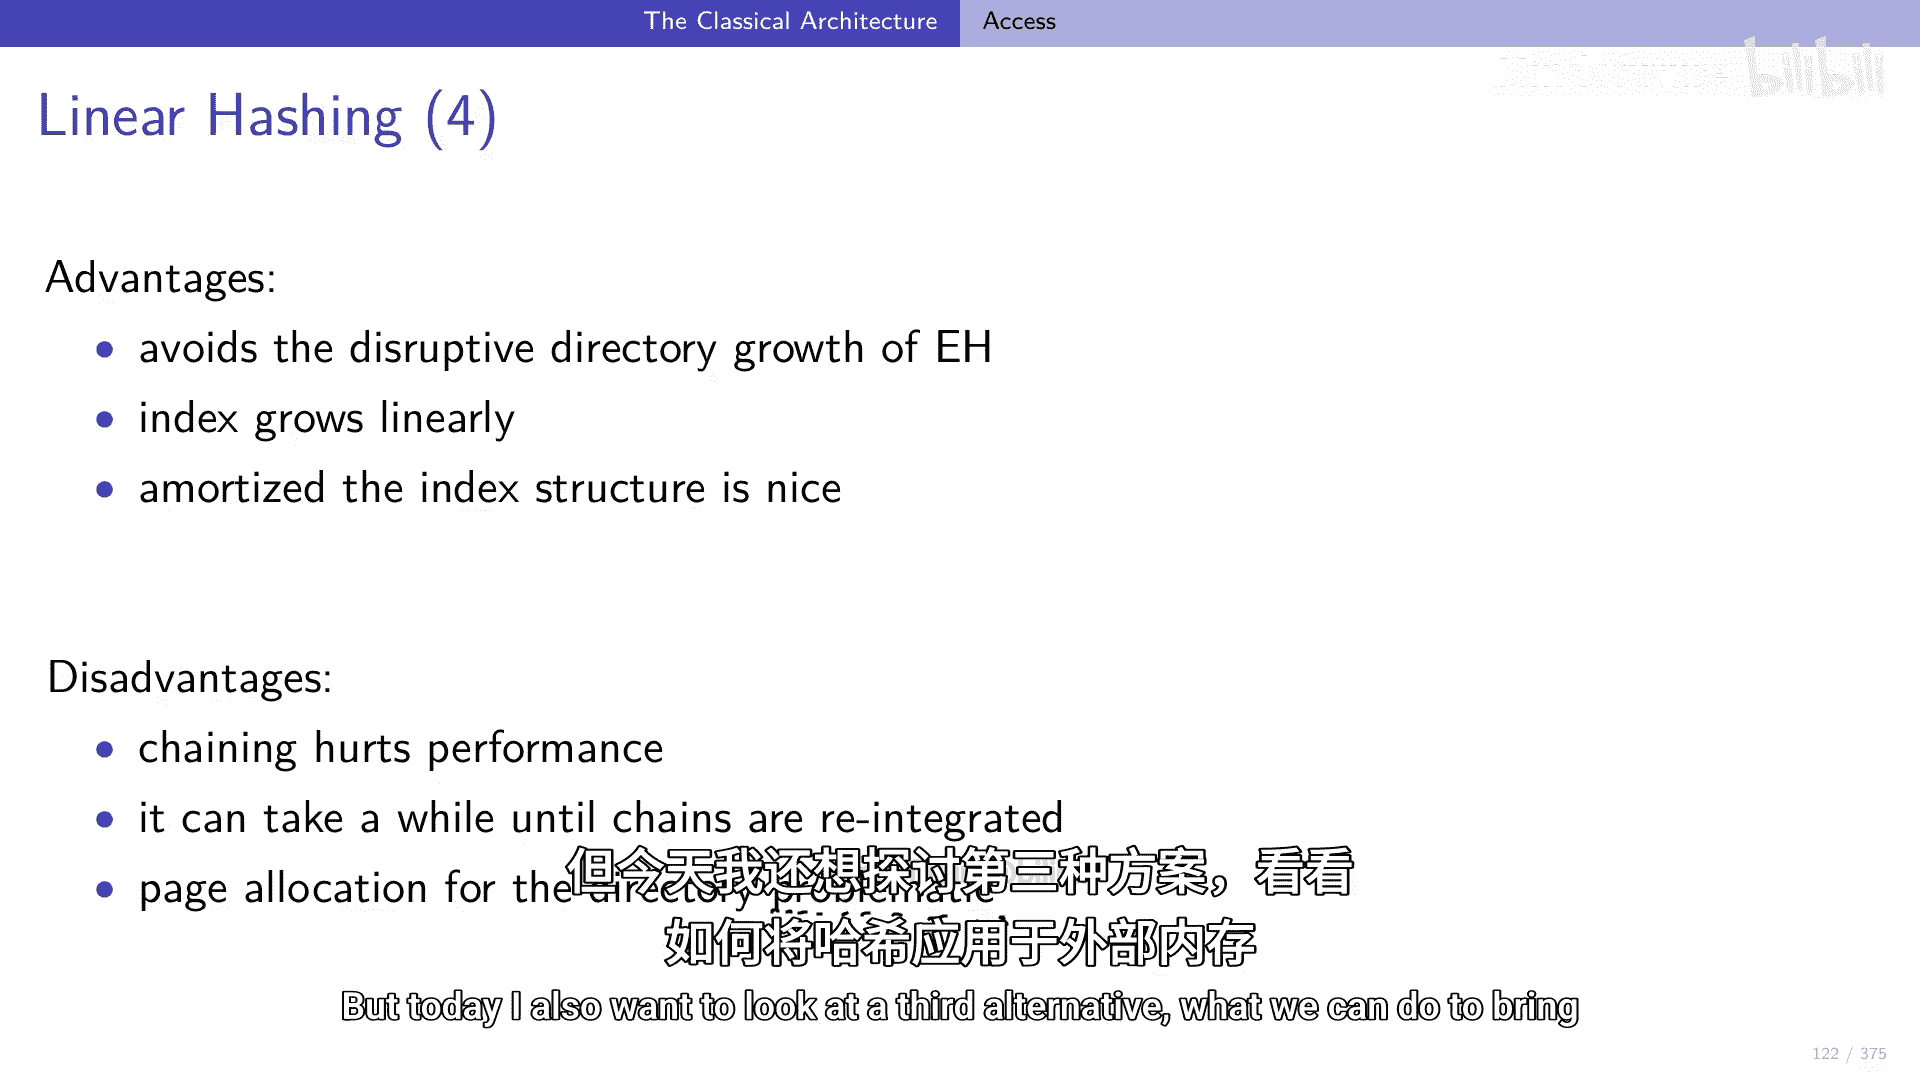 The Classical Architecture Access
bilibili
Linear Hashing (4)
Advantages:
• avoids the disruptive directory growth of EH
• index grows linearly
• amortized the index structure is nice
Disadvantages:
• chaining hurts performance
• it can take a while until chains are re-integrated
• page allocation for the directory problematic
但今天我还想探讨第三种方案，看看
如何将哈希应用于外部内存
But today I also want to look at a third alternative, what we can do to bring
122 / 375